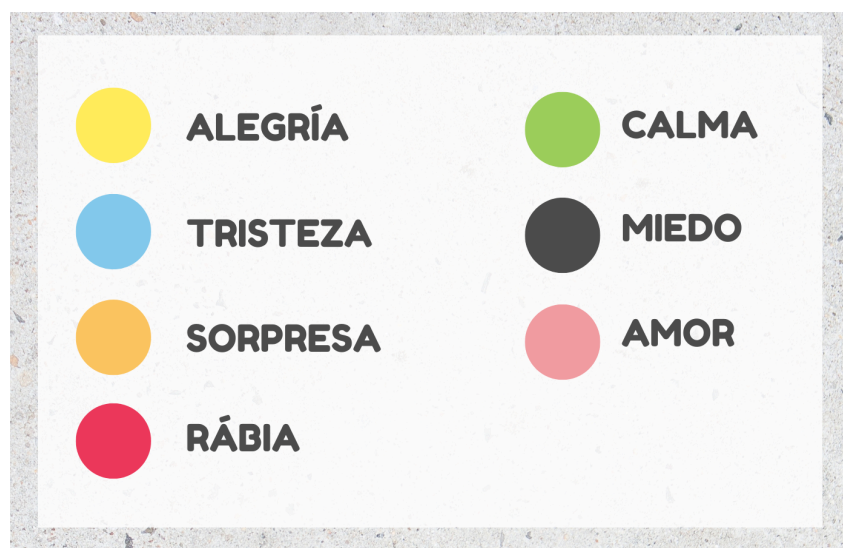 ALEGRÍA
TRISTEZA
SORPRESA
RÁBIA
CALMA
MIEDO
AMOR